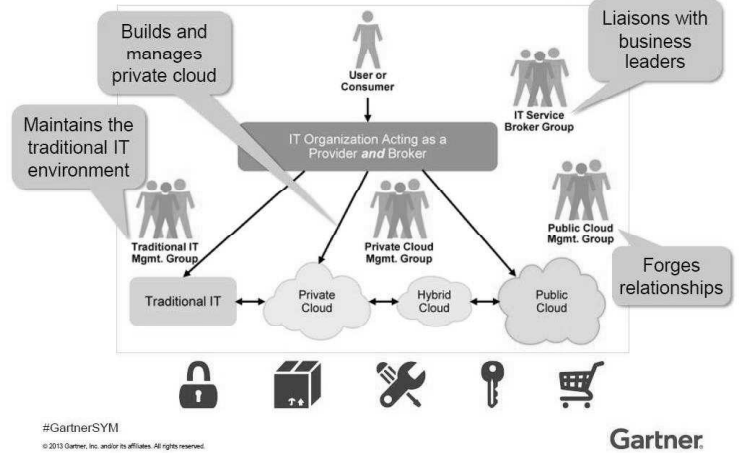 Builds and
manages
private cloud
Liaisons with
business
leaders
User or
Consumer
IT Service
Broker Group
Maintains the
traditional IT
environment
IT Organization Acting as a
Provider and Broker
Traditional IT
Mgmt. Group
Private Cloud
Mgmt. Group
Public Cloud
Mgmt. Group
Forges
relationships
Traditional IT
Private
Cloud
Hybrid
Cloud
Public
Cloud
#GartnerSYM
© 2013 Gartner, Inc. and/or its affiliates. All rights reserved.
Gartner.